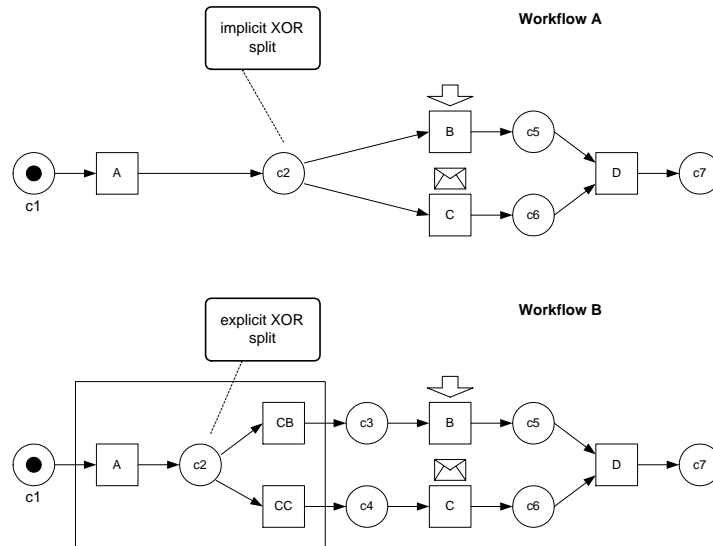 implicit XOR
split
Workflow A
A
c2
B
c5
C
c6
D
c7
c1
explicit XOR
split
Workflow B
A
c2
CB
c3
B
c5
CC
c4
C
c6
D
c7
c1